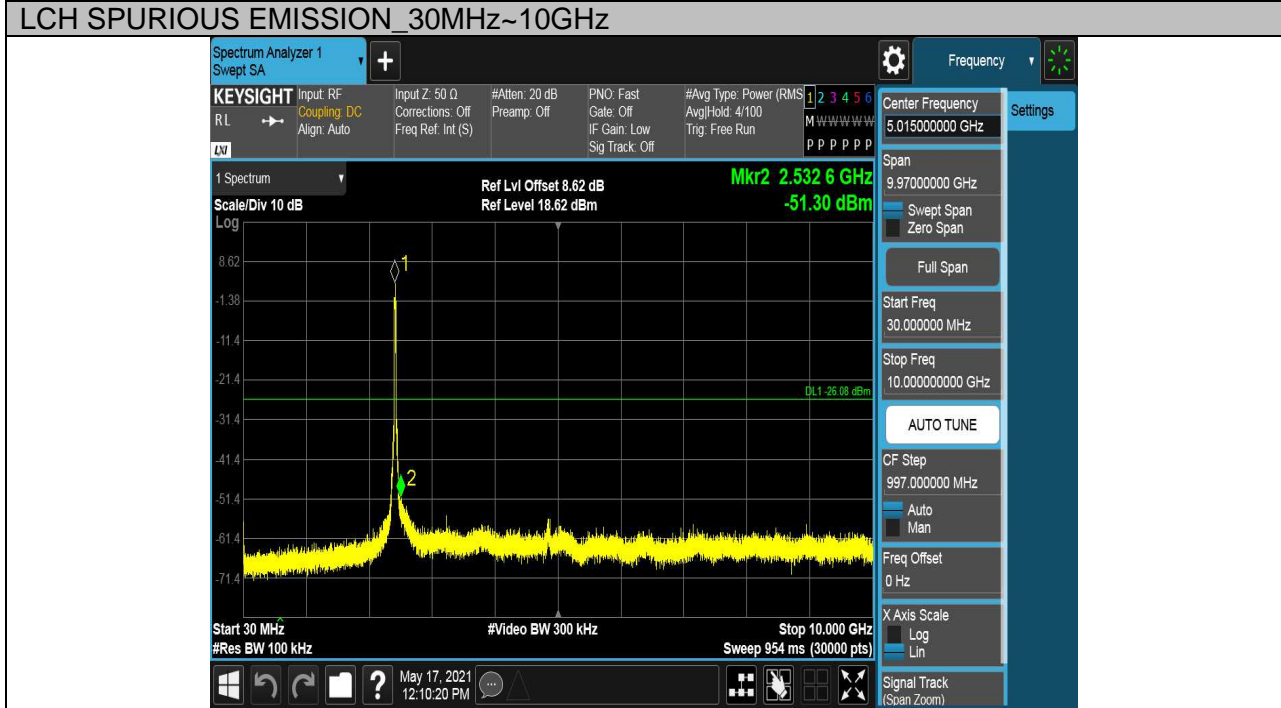 LCH SPURIOUS EMISSION_30MHz~10GHz
Spectrum Analyzer 1
Swept SA
+
Frequency
KEYSIGHT
RL
LXI
Input: RF
Coupling: DC
Align: Auto
Input Z: 50 Ω
Corrections: Off
Freq Ref: Int (S)
#Atten: 20 dB
Preamp: Off
PNO: Fast
Gate: Off
IF Gain: Low
Sig Track: Off
#Avg Type: Power (RMS
Avg|Hold: 4/100
Trig: Free Run
1 2 3 4 5 6
M W W W W W
P P P P P P
1 Spectrum
Scale/Div 10 dB
Log
Ref Lvl Offset 8.62 dB
Ref Level 18.62 dBm
Mkr2 2.532 6 GHz
-51.30 dBm
8.62
-1.38
-11.4
-21.4
-31.4
-41.4
-51.4
-61.4
-71.4
1
2
DL1 -26.08 dBm
Start 30 MHz
#Res BW 100 kHz
#Video BW 300 kHz
Stop 10.000 GHz
Sweep 954 ms (30000 pts)
?
May 17, 2021
12:10:20 PM
Center Frequency
5.015000000 GHz
Settings
Span
9.97000000 GHz
Swept Span
Zero Span
Full Span
Start Freq
30.000000 MHz
Stop Freq
10.000000000 GHz
AUTO TUNE
CF Step
997.000000 MHz
Auto
Man
Freq Offset
0 Hz
X Axis Scale
Log
Lin
Signal Track
(Span Zoom)